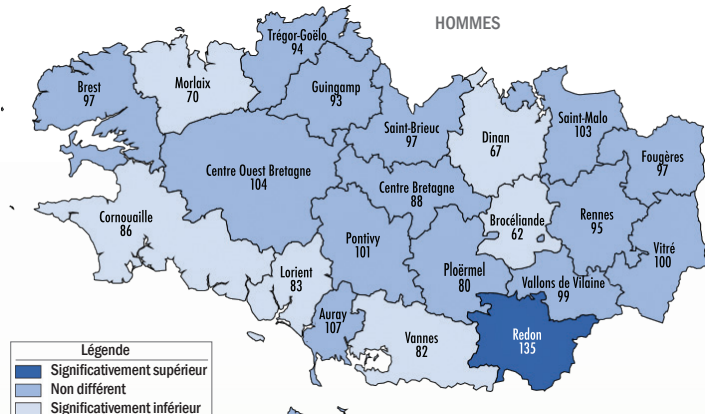 HOMMES
Trégor-Goëlo
94
Morlaix
70
Brest
97
Guingamp
93
Saint-Brieuc
97
Dinan
67
Saint-Malo
103
Fougères
97
Centre Ouest Bretagne
104
Centre Bretagne
88
Cornouaille
86
Brocéliande
62
Rennes
95
Pontivy
101
Vitré
100
Lorient
83
Ploërmel
80
Vallons de Vilaine
99
Auray
107
Vannes
82
Redon
135
Légende
Significativement supérieur
Non différent
Significativement inférieur